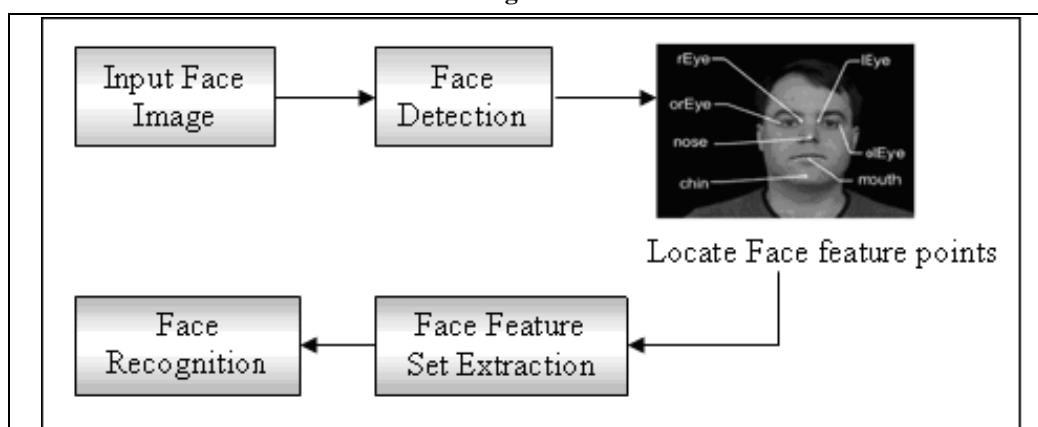 Input Face
Image
Face
Detection
rEye
lEye
orEye
nose
olEye
chin
mouth
Locate Face feature points
Face Feature
Set Extraction
Face
Recognition